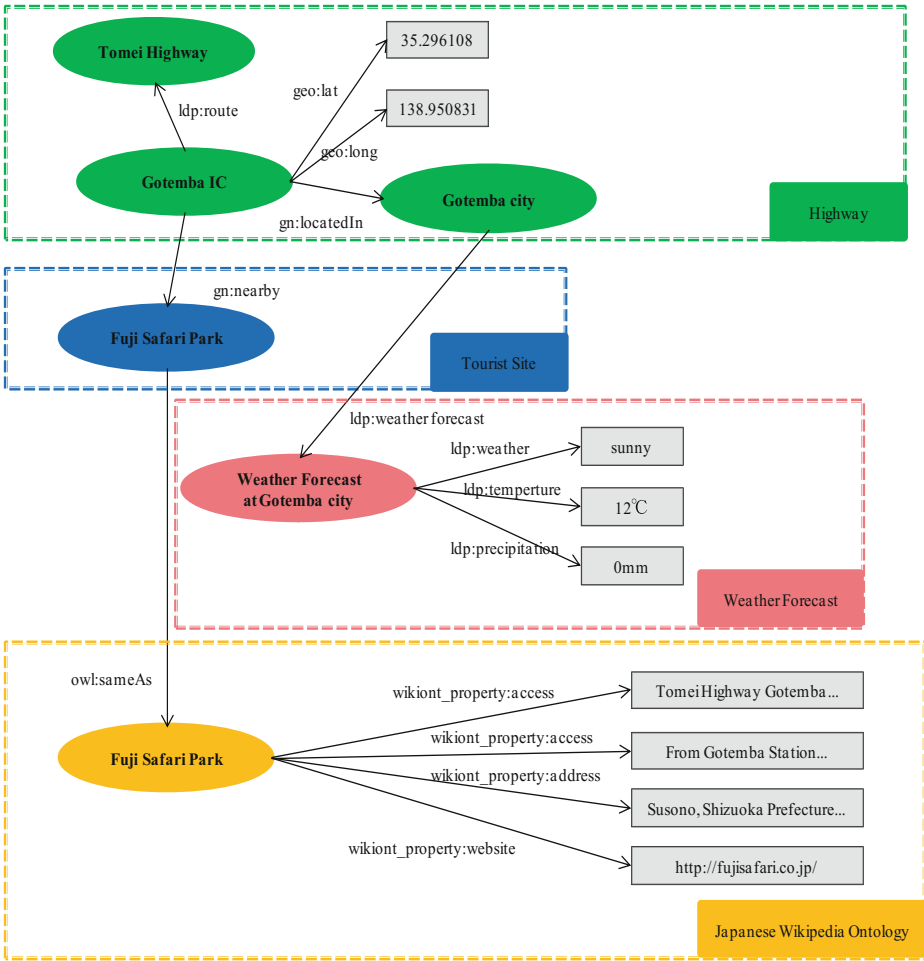 Tomei Highway
35.296108
geo:lat
138.950831
ldp:route
geo:long
Gotemba IC
Gotemba city
gn:locatedIn
Highway
gn:nearby
Fuji Safari Park
Tourist Site
ldp:weather forecast
ldp:weather
sunny
Weather Forecast
at Gotemba city
ldp:temperture
12℃
ldp:precipitation
0mm
Weather Forecast
owl:sameAs
wikiont_property:access
Tomei Highway Gotemba...
wikiont_property:access
From Gotemba Station...
Fuji Safari Park
wikiont_property:address
Susono, Shizuoka Prefecture...
wikiont_property:website
http://fujisafari.co.jp/
Japanese Wikipedia Ontology